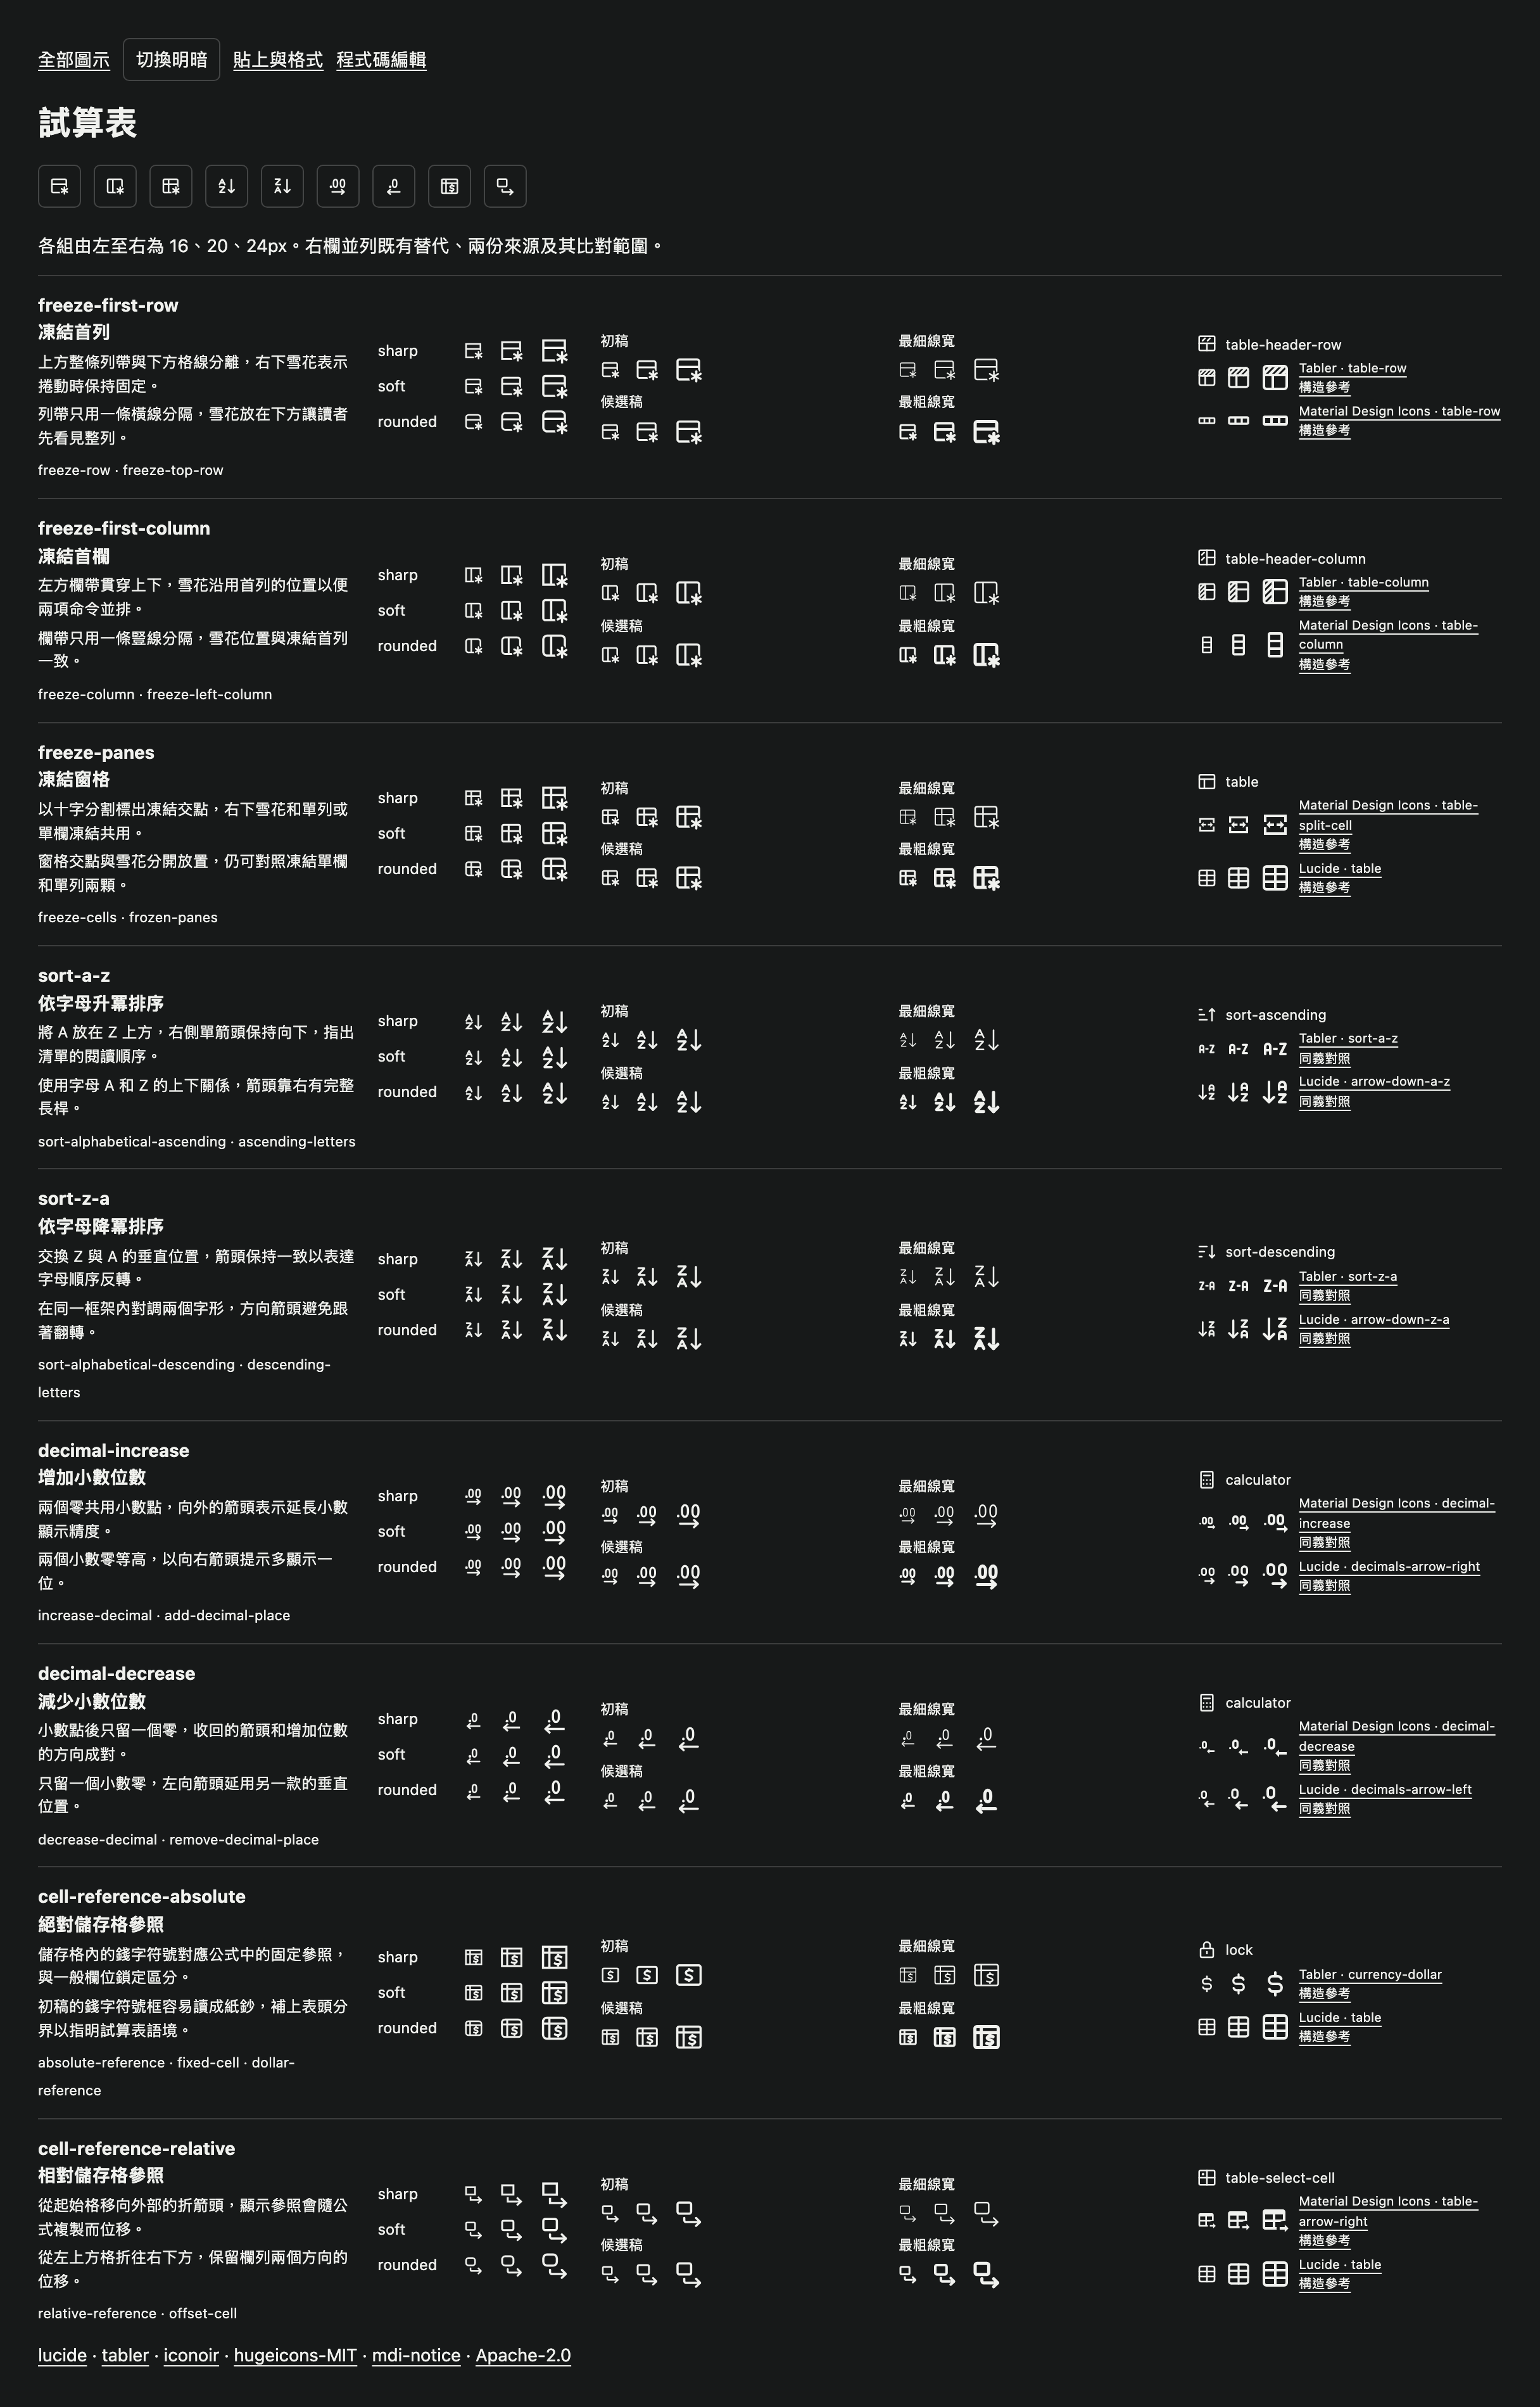 全部圖示 切換明暗 貼上與格式 程式碼編輯
試算表
各組由左至右為 16、20、24px。右欄並列既有替代、兩份來源及其比對範圍。
freeze-first-row
凍結首列
上方整條列帶與下方格線分離，右下雪花表示
捲動時保持固定。
列帶只用一條橫線分隔，雪花放在下方讓讀者
先看見整列。
freeze-row · freeze-top-row
sharp
soft
rounded
初稿
候選稿
最細線寬
最粗線寬
table-header-row
Tabler · table-row
構造參考
Material Design Icons · table-row
構造參考
freeze-first-column
凍結首欄
左方欄帶貫穿上下，雪花沿用首列的位置以便
兩項命令並排。
欄帶只用一條豎線分隔，雪花位置與凍結首列
一致。
freeze-column · freeze-left-column
sharp
soft
rounded
初稿
候選稿
最細線寬
最粗線寬
table-header-column
Tabler · table-column
構造參考
Material Design Icons · table-
column
構造參考
freeze-panes
凍結窗格
以十字分割標出凍結交點，右下雪花和單列或
單欄凍結共用。
窗格交點與雪花分開放置，仍可對照凍結單欄
和單列兩顆。
freeze-cells · frozen-panes
sharp
soft
rounded
初稿
候選稿
最細線寬
最粗線寬
table
Material Design Icons · table-
split-cell
構造參考
Lucide · table
構造參考
sort-a-z
依字母升冪排序
將 A 放在 Z 上方，右側單箭頭保持向下，指出
清單的閱讀順序。
使用字母 A 和 Z 的上下關係，箭頭靠右有完整
長桿。
sort-alphabetical-ascending · ascending-letters
sharp
soft
rounded
初稿
候選稿
最細線寬
最粗線寬
sort-ascending
Tabler · sort-a-z
同義對照
Lucide · arrow-down-a-z
同義對照
sort-z-a
依字母降冪排序
交換 Z 與 A 的垂直位置，箭頭保持一致以表達
字母順序反轉。
在同一框架內對調兩個字形，方向箭頭避免跟
著翻轉。
sort-alphabetical-descending · descending-
letters
sharp
soft
rounded
初稿
候選稿
最細線寬
最粗線寬
sort-descending
Tabler · sort-z-a
同義對照
Lucide · arrow-down-z-a
同義對照
decimal-increase
增加小數位數
兩個零共用小數點，向外的箭頭表示延長小數
顯示精度。
兩個小數零等高，以向右箭頭提示多顯示一
位。
increase-decimal · add-decimal-place
sharp
soft
rounded
初稿
候選稿
最細線寬
最粗線寬
calculator
Material Design Icons · decimal-
increase
同義對照
Lucide · decimals-arrow-right
同義對照
decimal-decrease
減少小數位數
小數點後只留一個零，收回的箭頭和增加位數
的方向成對。
只留一個小數零，左向箭頭延用另一款的垂直
位置。
decrease-decimal · remove-decimal-place
sharp
soft
rounded
初稿
候選稿
最細線寬
最粗線寬
calculator
Material Design Icons · decimal-
decrease
同義對照
Lucide · decimals-arrow-left
同義對照
cell-reference-absolute
絕對儲存格參照
儲存格內的錢字符號對應公式中的固定參照，
與一般欄位鎖定區分。
初稿的錢字符號框容易讀成紙鈔，補上表頭分
界以指明試算表語境。
absolute-reference · fixed-cell · dollar-
reference
sharp
soft
rounded
初稿
候選稿
最細線寬
最粗線寬
lock
Tabler · currency-dollar
構造參考
Lucide · table
構造參考
cell-reference-relative
相對儲存格參照
從起始格移向外部的折箭頭，顯示參照會隨公
式複製而位移。
從左上方格折往右下方，保留欄列兩個方向的
位移。
relative-reference · offset-cell
sharp
soft
rounded
初稿
候選稿
最細線寬
最粗線寬
table-select-cell
Material Design Icons · table-
arrow-right
構造參考
Lucide · table
構造參考
lucide · tabler · iconoir · hugeicons-MIT · mdi-notice · Apache-2.0